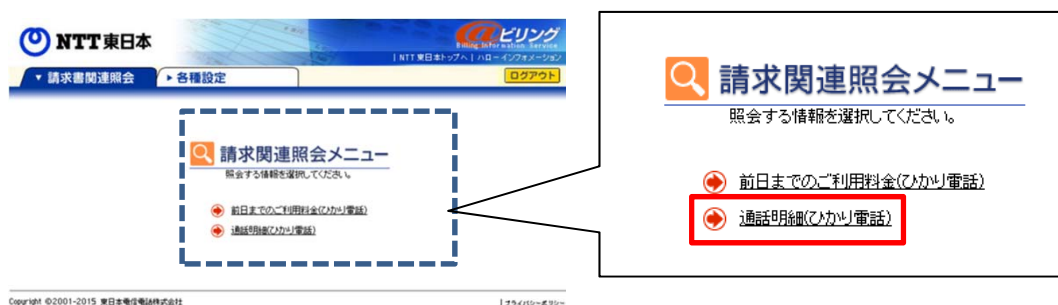 NTT東日本
@ビリング
Billing Information Service
| NTT 東日本トップへ | ハローインフォメーション
▼ 請求書関連照会
▶ 各種設定
ログアウト
請求関連照会メニュー
照会する情報を選択してください。
前日までのご利用料金(ひかり電話)
通話明細(ひかり電話)
Copyright ©2001-2015 東日本電信電話株式会社
| プライバシーポリシー
請求関連照会メニュー
照会する情報を選択してください。
前日までのご利用料金(ひかり電話)
通話明細(ひかり電話)